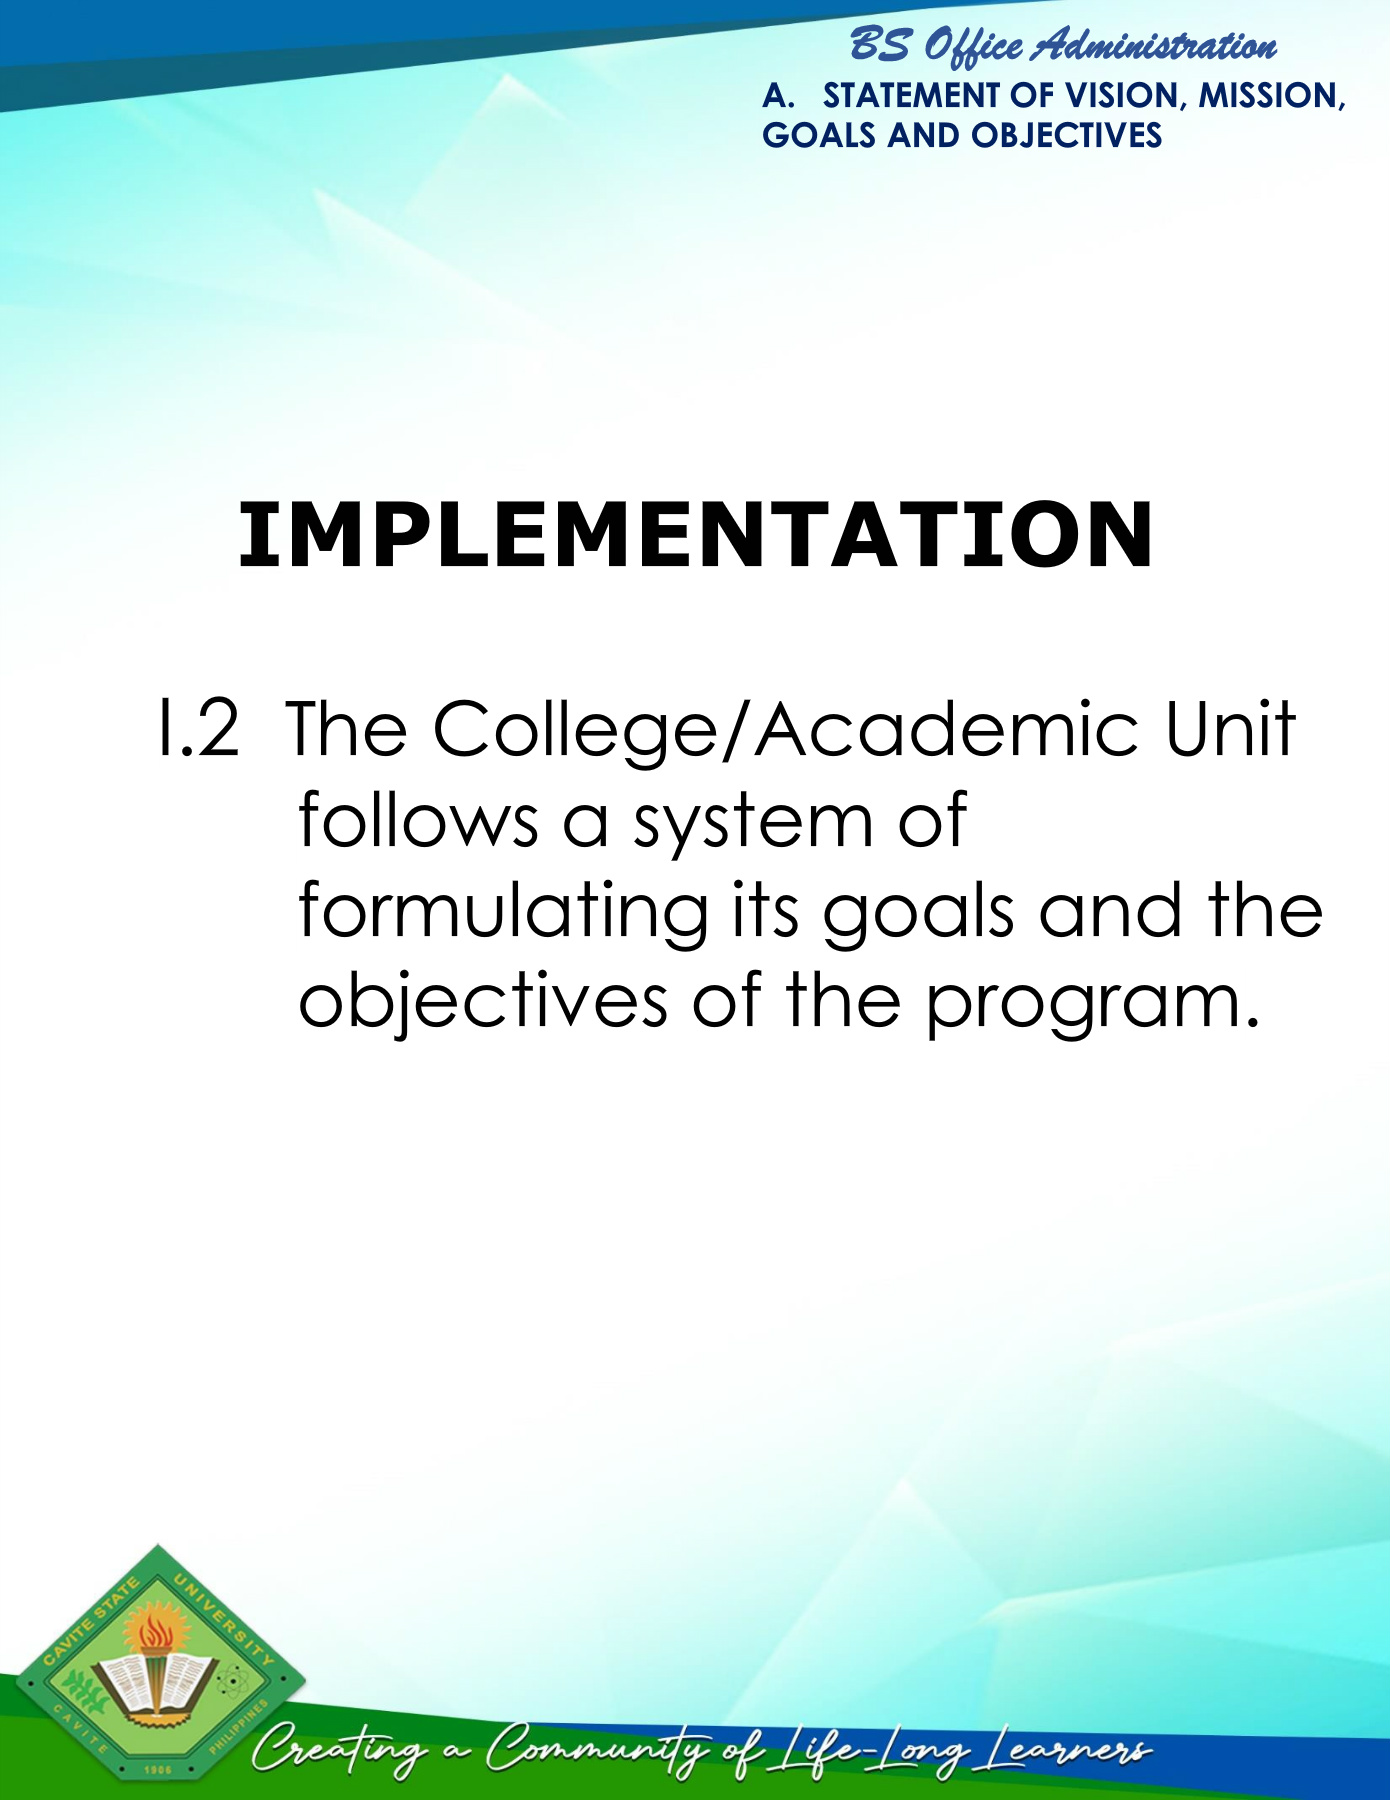 BS Office Administration
A. STATEMENT OF VISION, MISSION,
GOALS AND OBJECTIVES
IMPLEMENTATION
I.2 The College/Academic Unit
follows a system of
formulating its goals and the
objectives of the program.
CAVITE STATE UNIVERSITY
CAVITE PHILIPPINES
1906
Creating a Community of Life-Long Learners